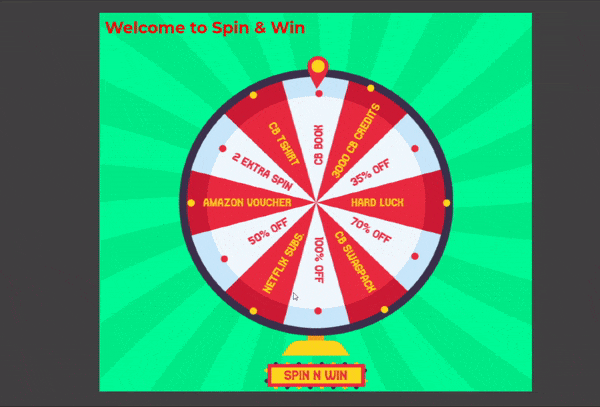 Welcome to Spin & Win
CB BOOK
3000 CB CREDITS
35% OFF
HARD LUCK
70% OFF
CB SWAGPACK
100% OFF
NETFLIX SUBS.
50% OFF
AMAZON VOUCHER
2 EXTRA SPIN
CB TSHIRT
SPIN N WIN